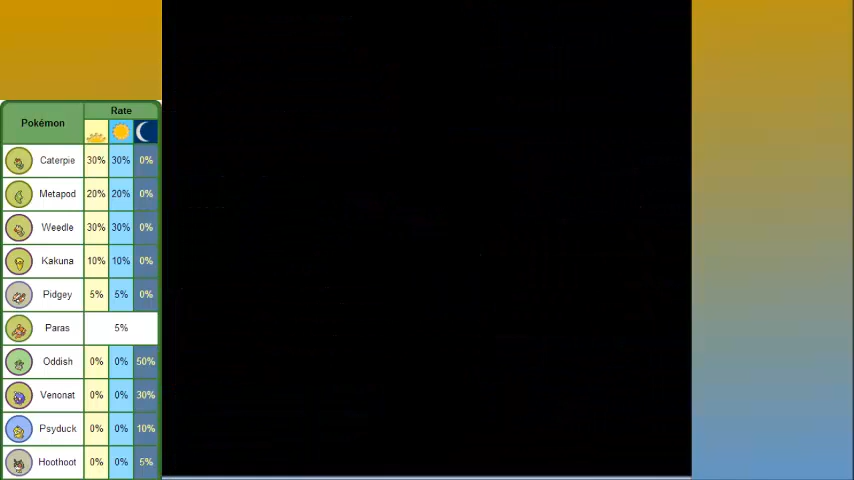 Pokémon Rate
Caterpie 30% 30% 0%
Metapod 20% 20% 0%
Weedle 30% 30% 0%
Kakuna 10% 10% 0%
Pidgey 5% 5% 0%
Paras 5%
Oddish 0% 0% 50%
Venonat 0% 0% 30%
Psyduck 0% 0% 10%
Hoothoot 0% 0% 5%